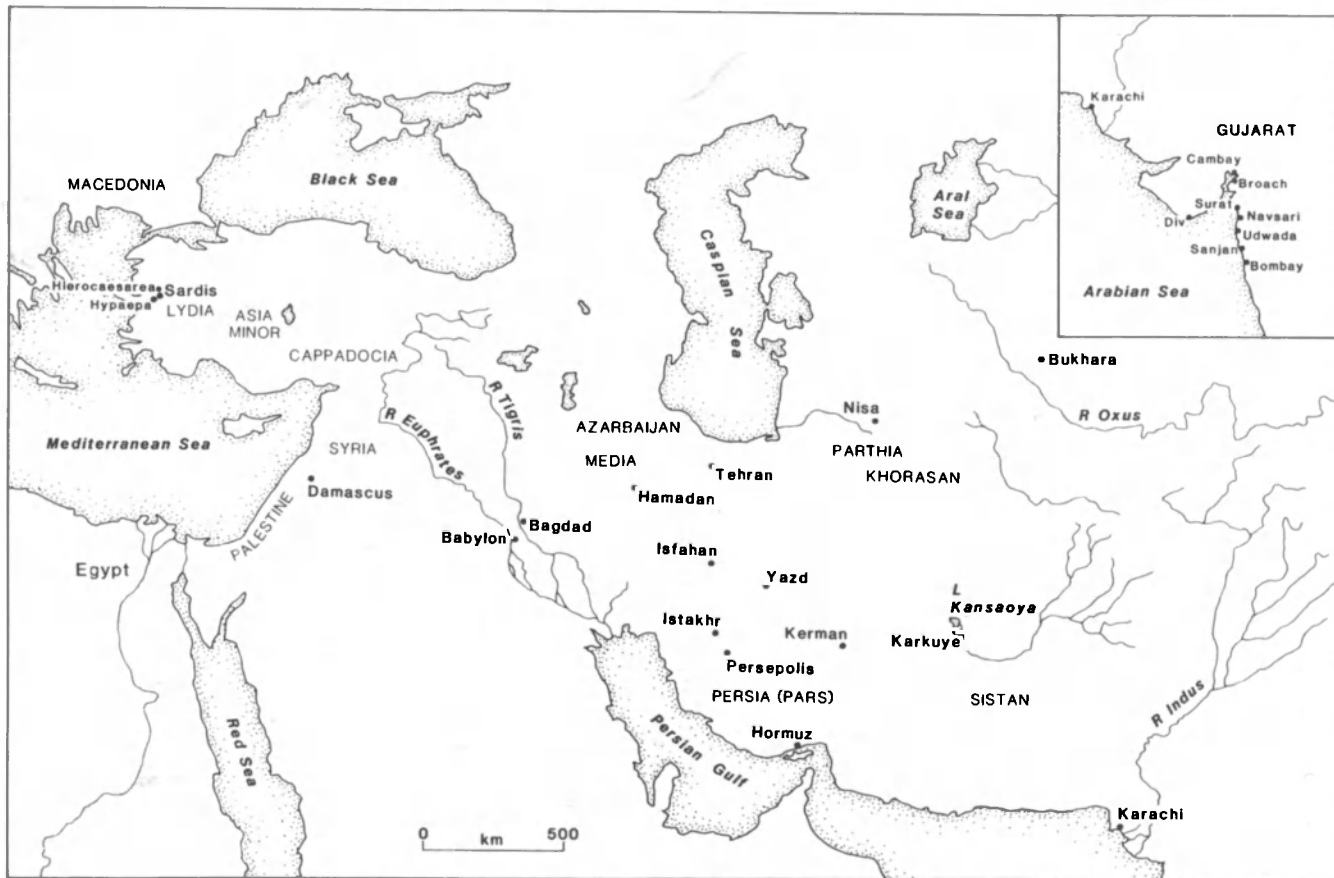 MACEDONIA
Black Sea
Caspian
Sea
Aral
Sea
Karachi
GUJARAT
Cambay
Broach
Surat
Div
Navsari
Udwada
Sanjan
Bombay
Arabian Sea
Hierocaesarea
Sardis
Hypaepa
LYDIA
ASIA
MINOR
CAPPADOCIA
R Tigris
R Euphrates
Mediterranean Sea
SYRIA
Damascus
PALESTINE
Egypt
Red Sea
Bagdad
Babylon
AZARBAIJAN
MEDIA
Tehran
Hamadan
Nisa
PARTHIA
KHORASAN
Bukhara
R Oxus
Isfahan
Yazd
Istakhr
Kerman
Persepolis
PERSIA (PARS)
Hormuz
Persian Gulf
L
Kansaoya
Karkuye
SISTAN
R Indus
Karachi
0 500
km